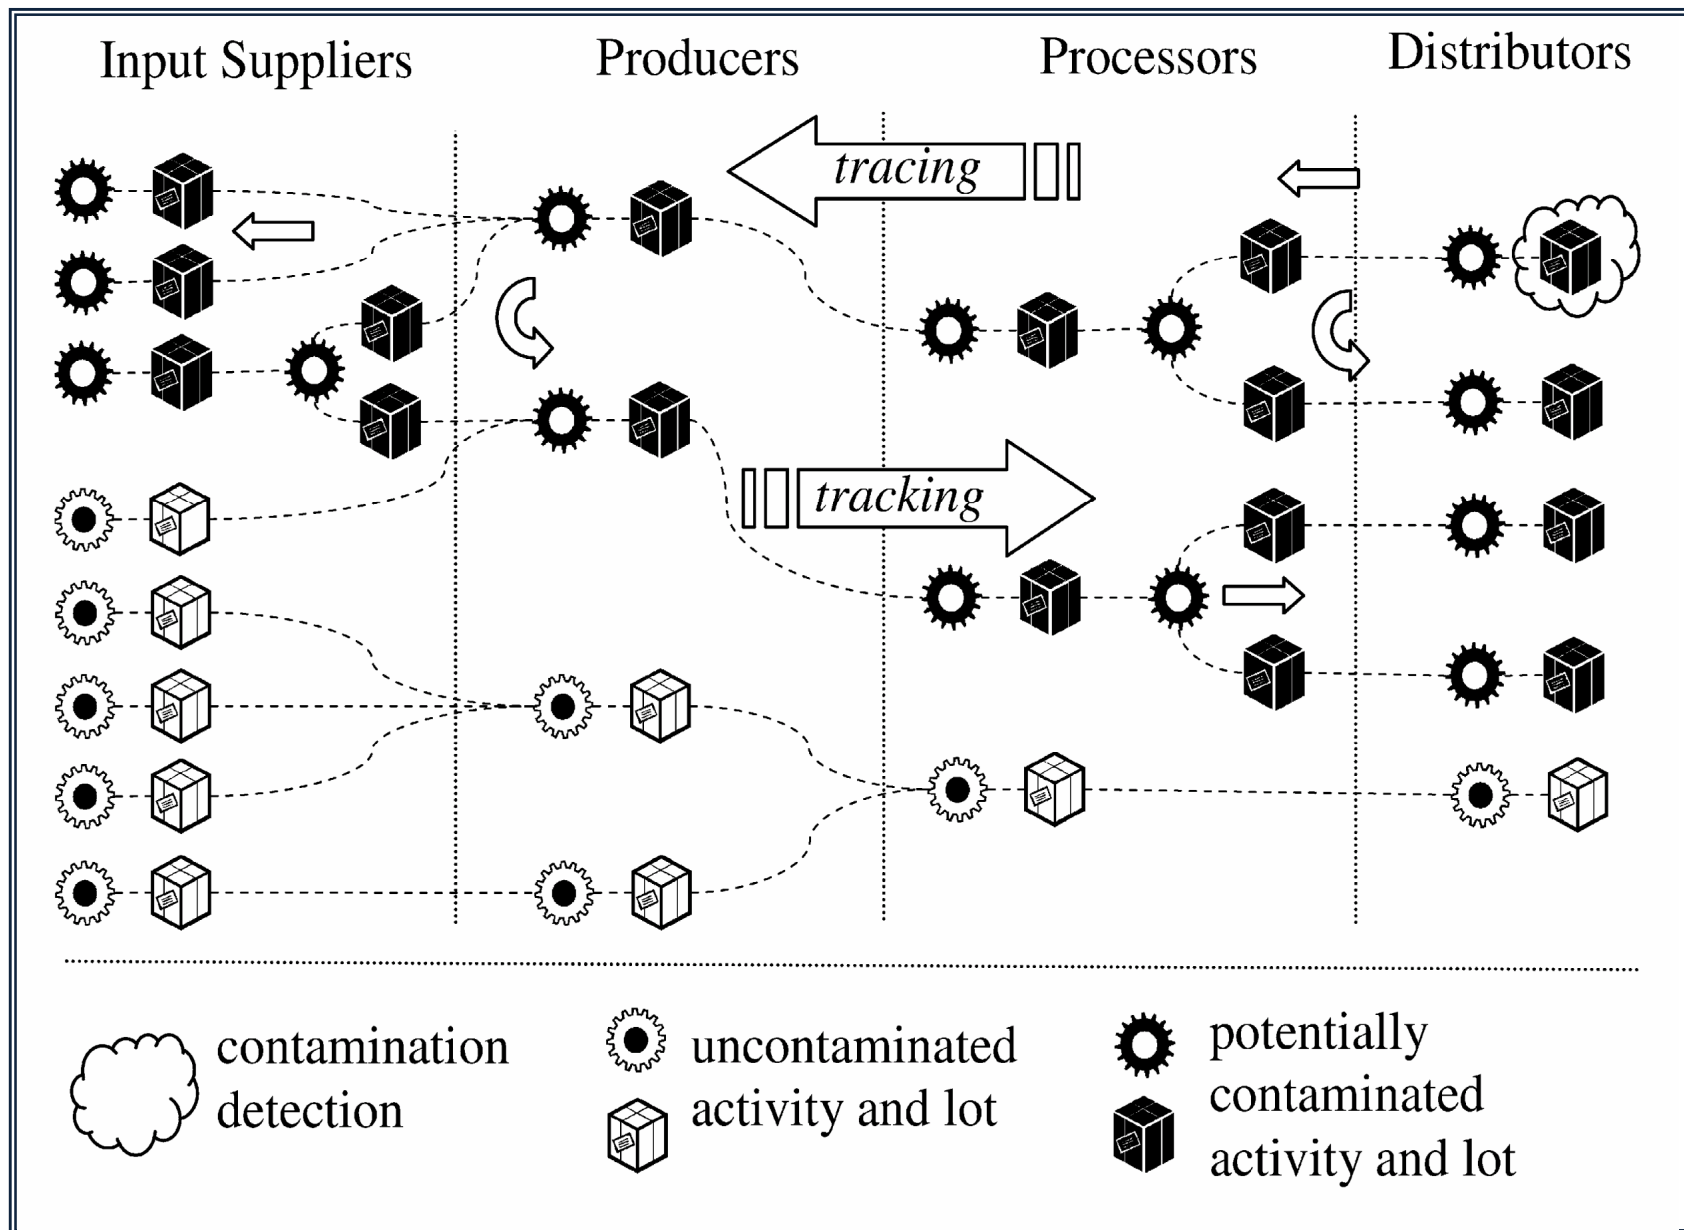 Input Suppliers
Producers
Processors
Distributors
tracing
tracking
contamination
detection
uncontaminated
activity and lot
potentially
contaminated
activity and lot